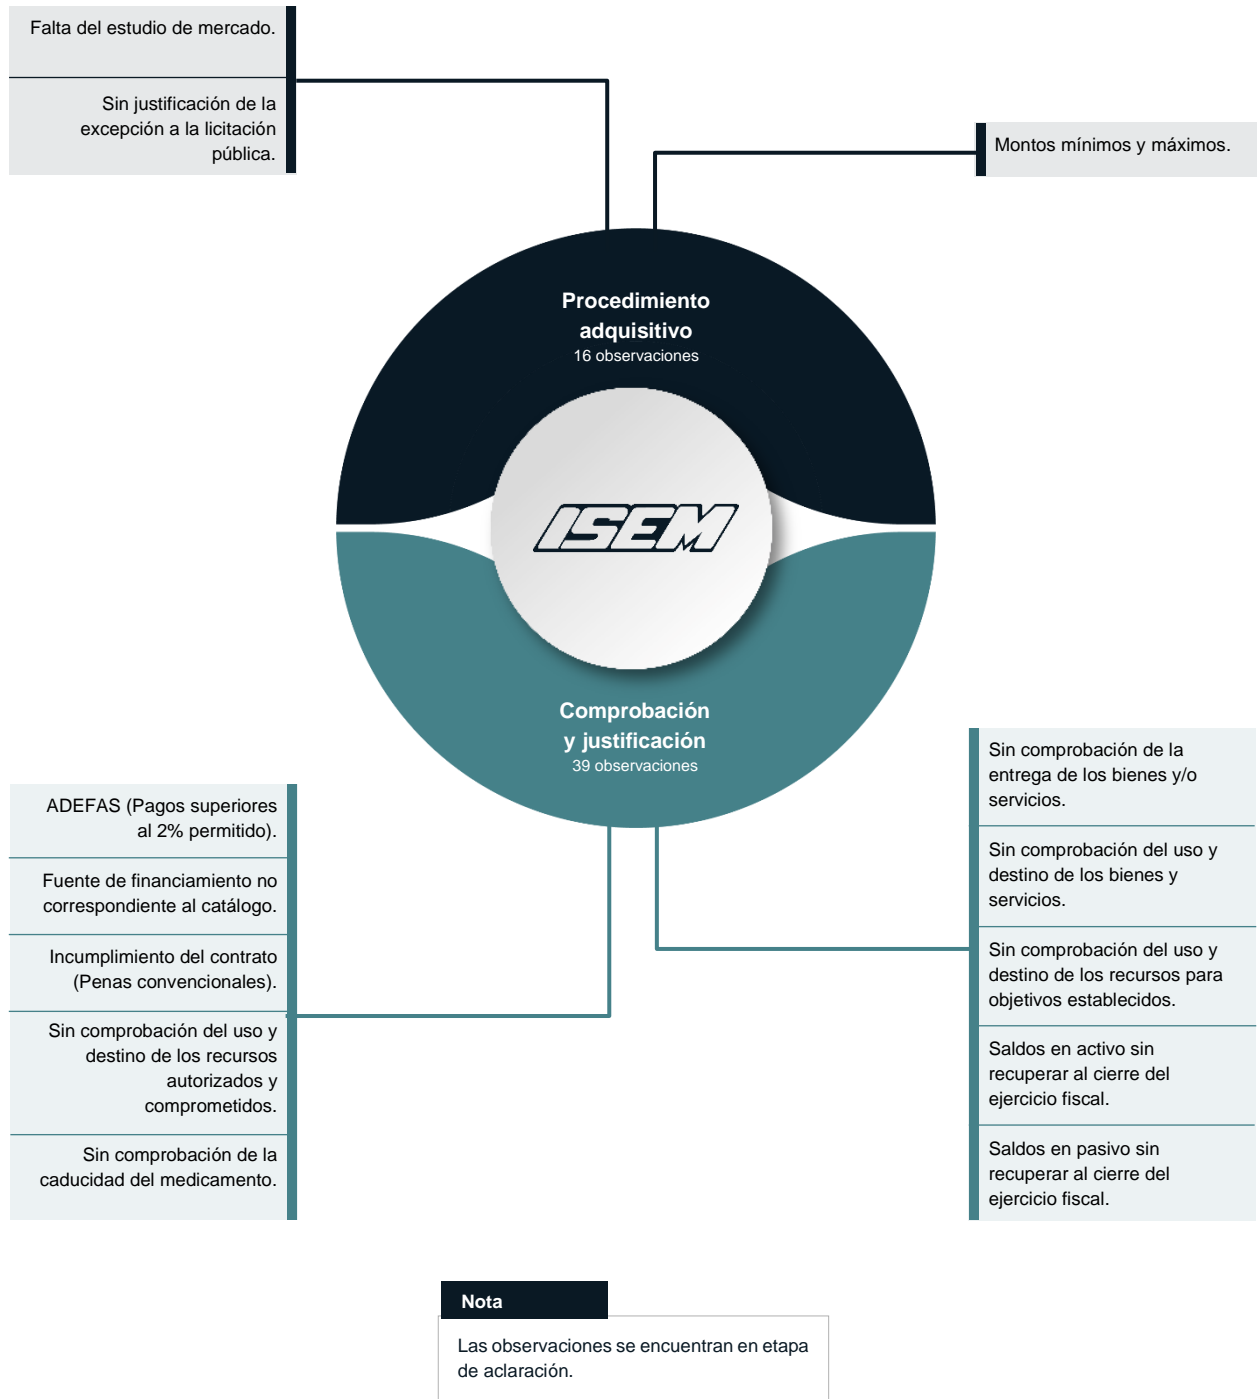 Falta del estudio de mercado.
Sin justificación de la
excepción a la licitación
pública.
Montos mínimos y máximos.
Procedimiento
adquisitivo
16 observaciones
ISEM
Comprobación
y justificación
39 observaciones
ADEFAS (Pagos superiores
al 2% permitido).
Fuente de financiamiento no
correspondiente al catálogo.
Incumplimiento del contrato
(Penas convencionales).
Sin comprobación del uso y
destino de los recursos
autorizados y
comprometidos.
Sin comprobación de la
caducidad del medicamento.
Sin comprobación de la
entrega de los bienes y/o
servicios.
Sin comprobación del uso y
destino de los bienes y
servicios.
Sin comprobación del uso y
destino de los recursos para
objetivos establecidos.
Saldos en activo sin
recuperar al cierre del
ejercicio fiscal.
Saldos en pasivo sin
recuperar al cierre del
ejercicio fiscal.
Nota
Las observaciones se encuentran en etapa
de aclaración.